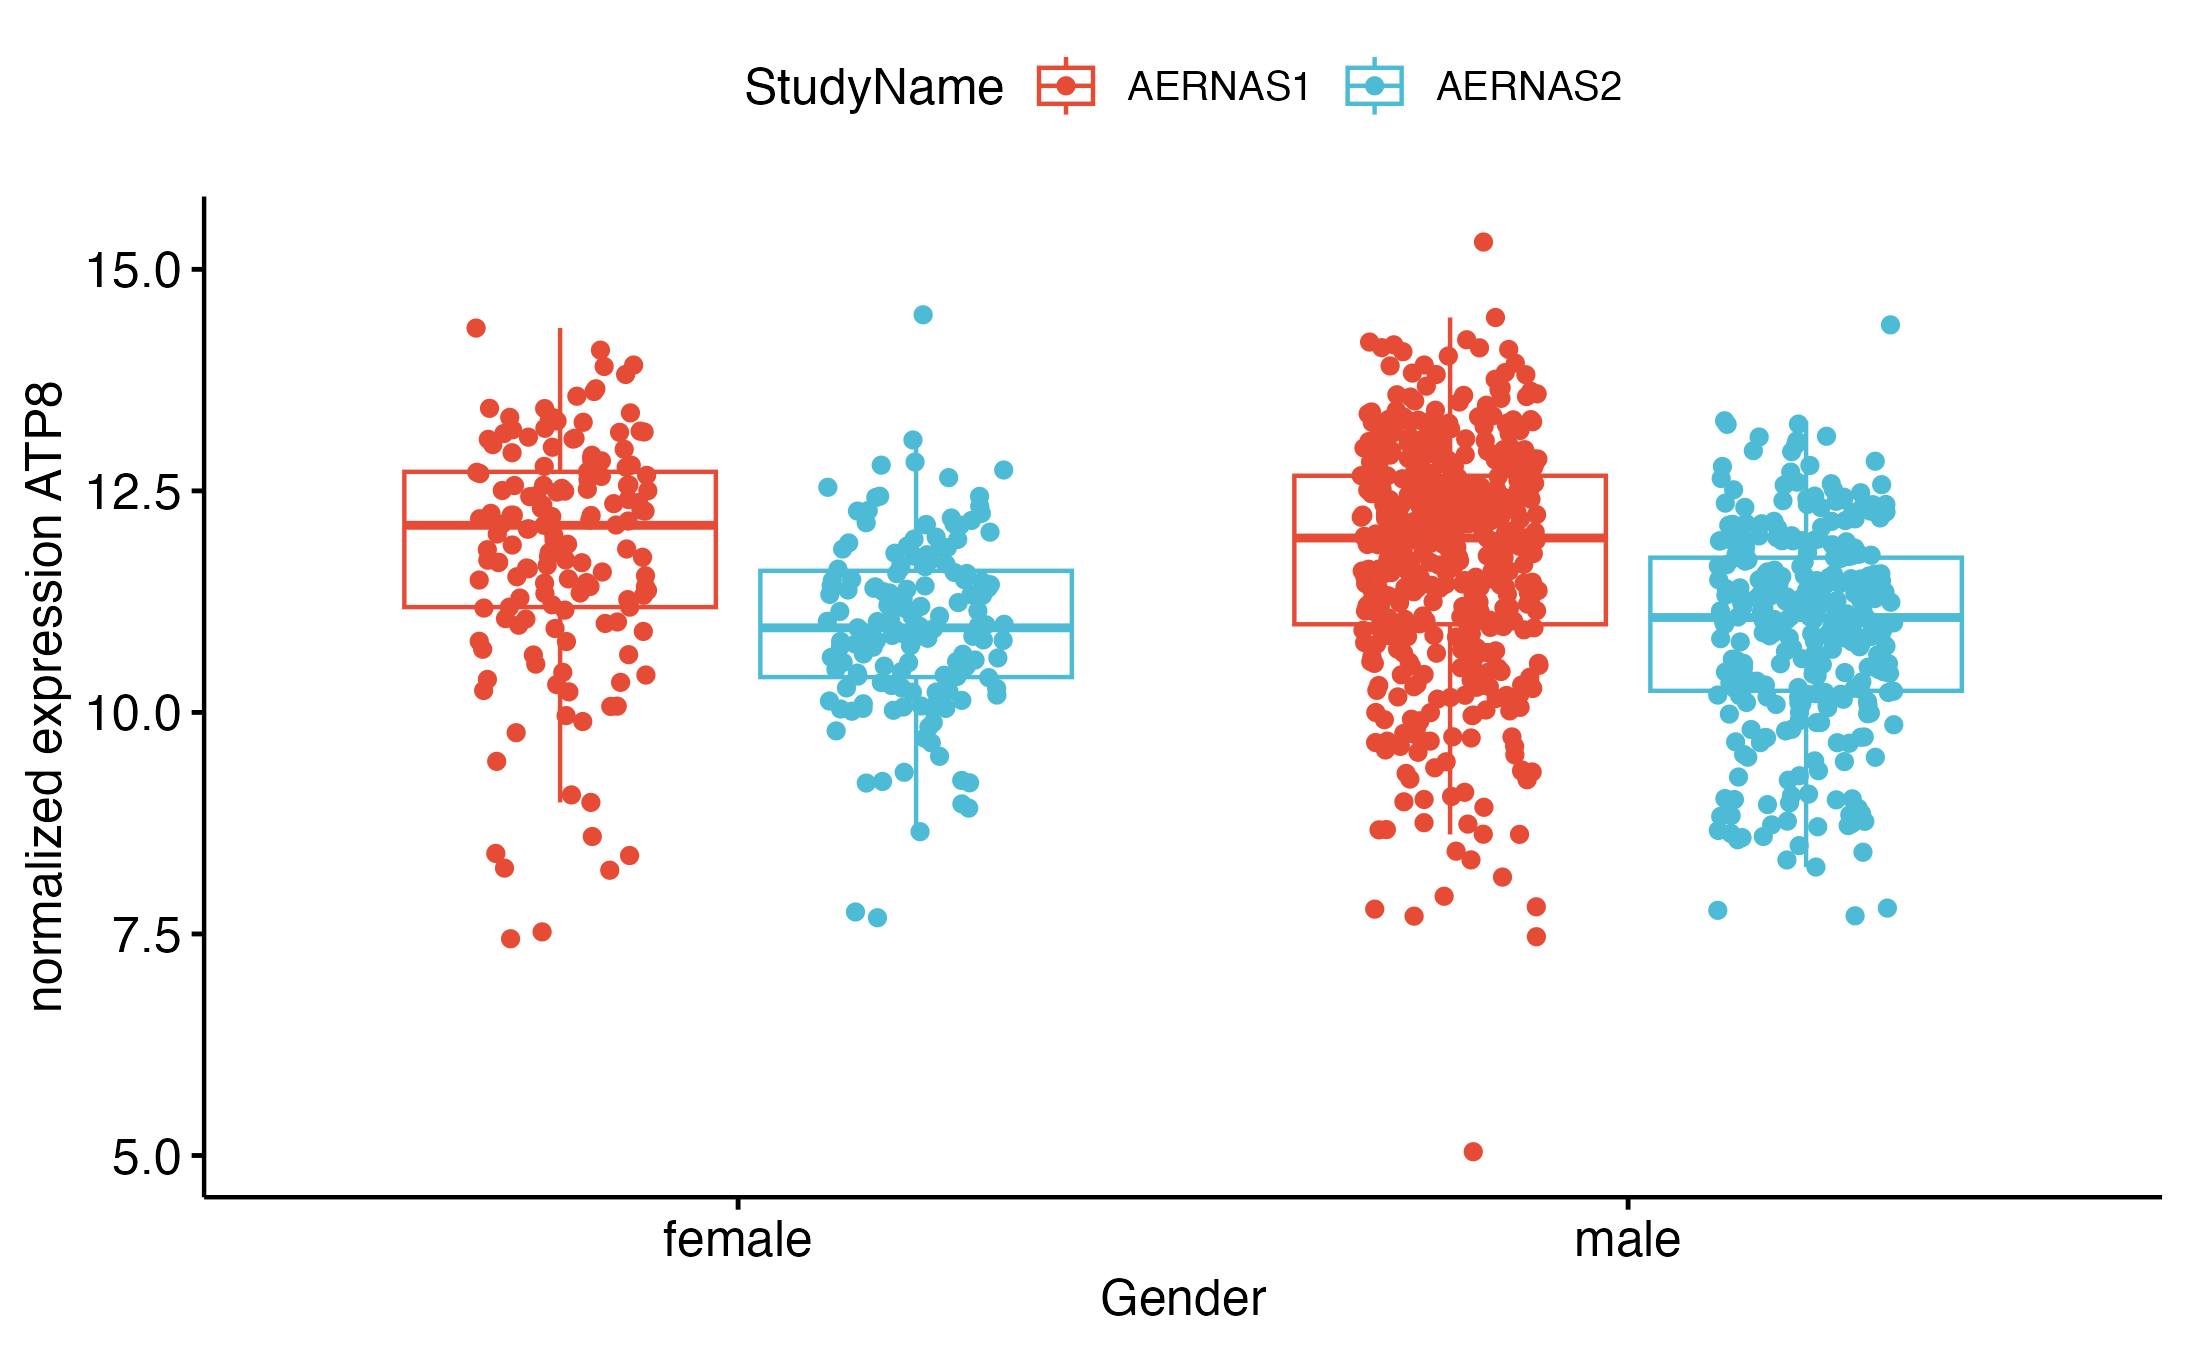 StudyName AERNAS1 AERNAS2
normalized expression ATP8
15.0
12.5
10.0
7.5
5.0
female male
Gender